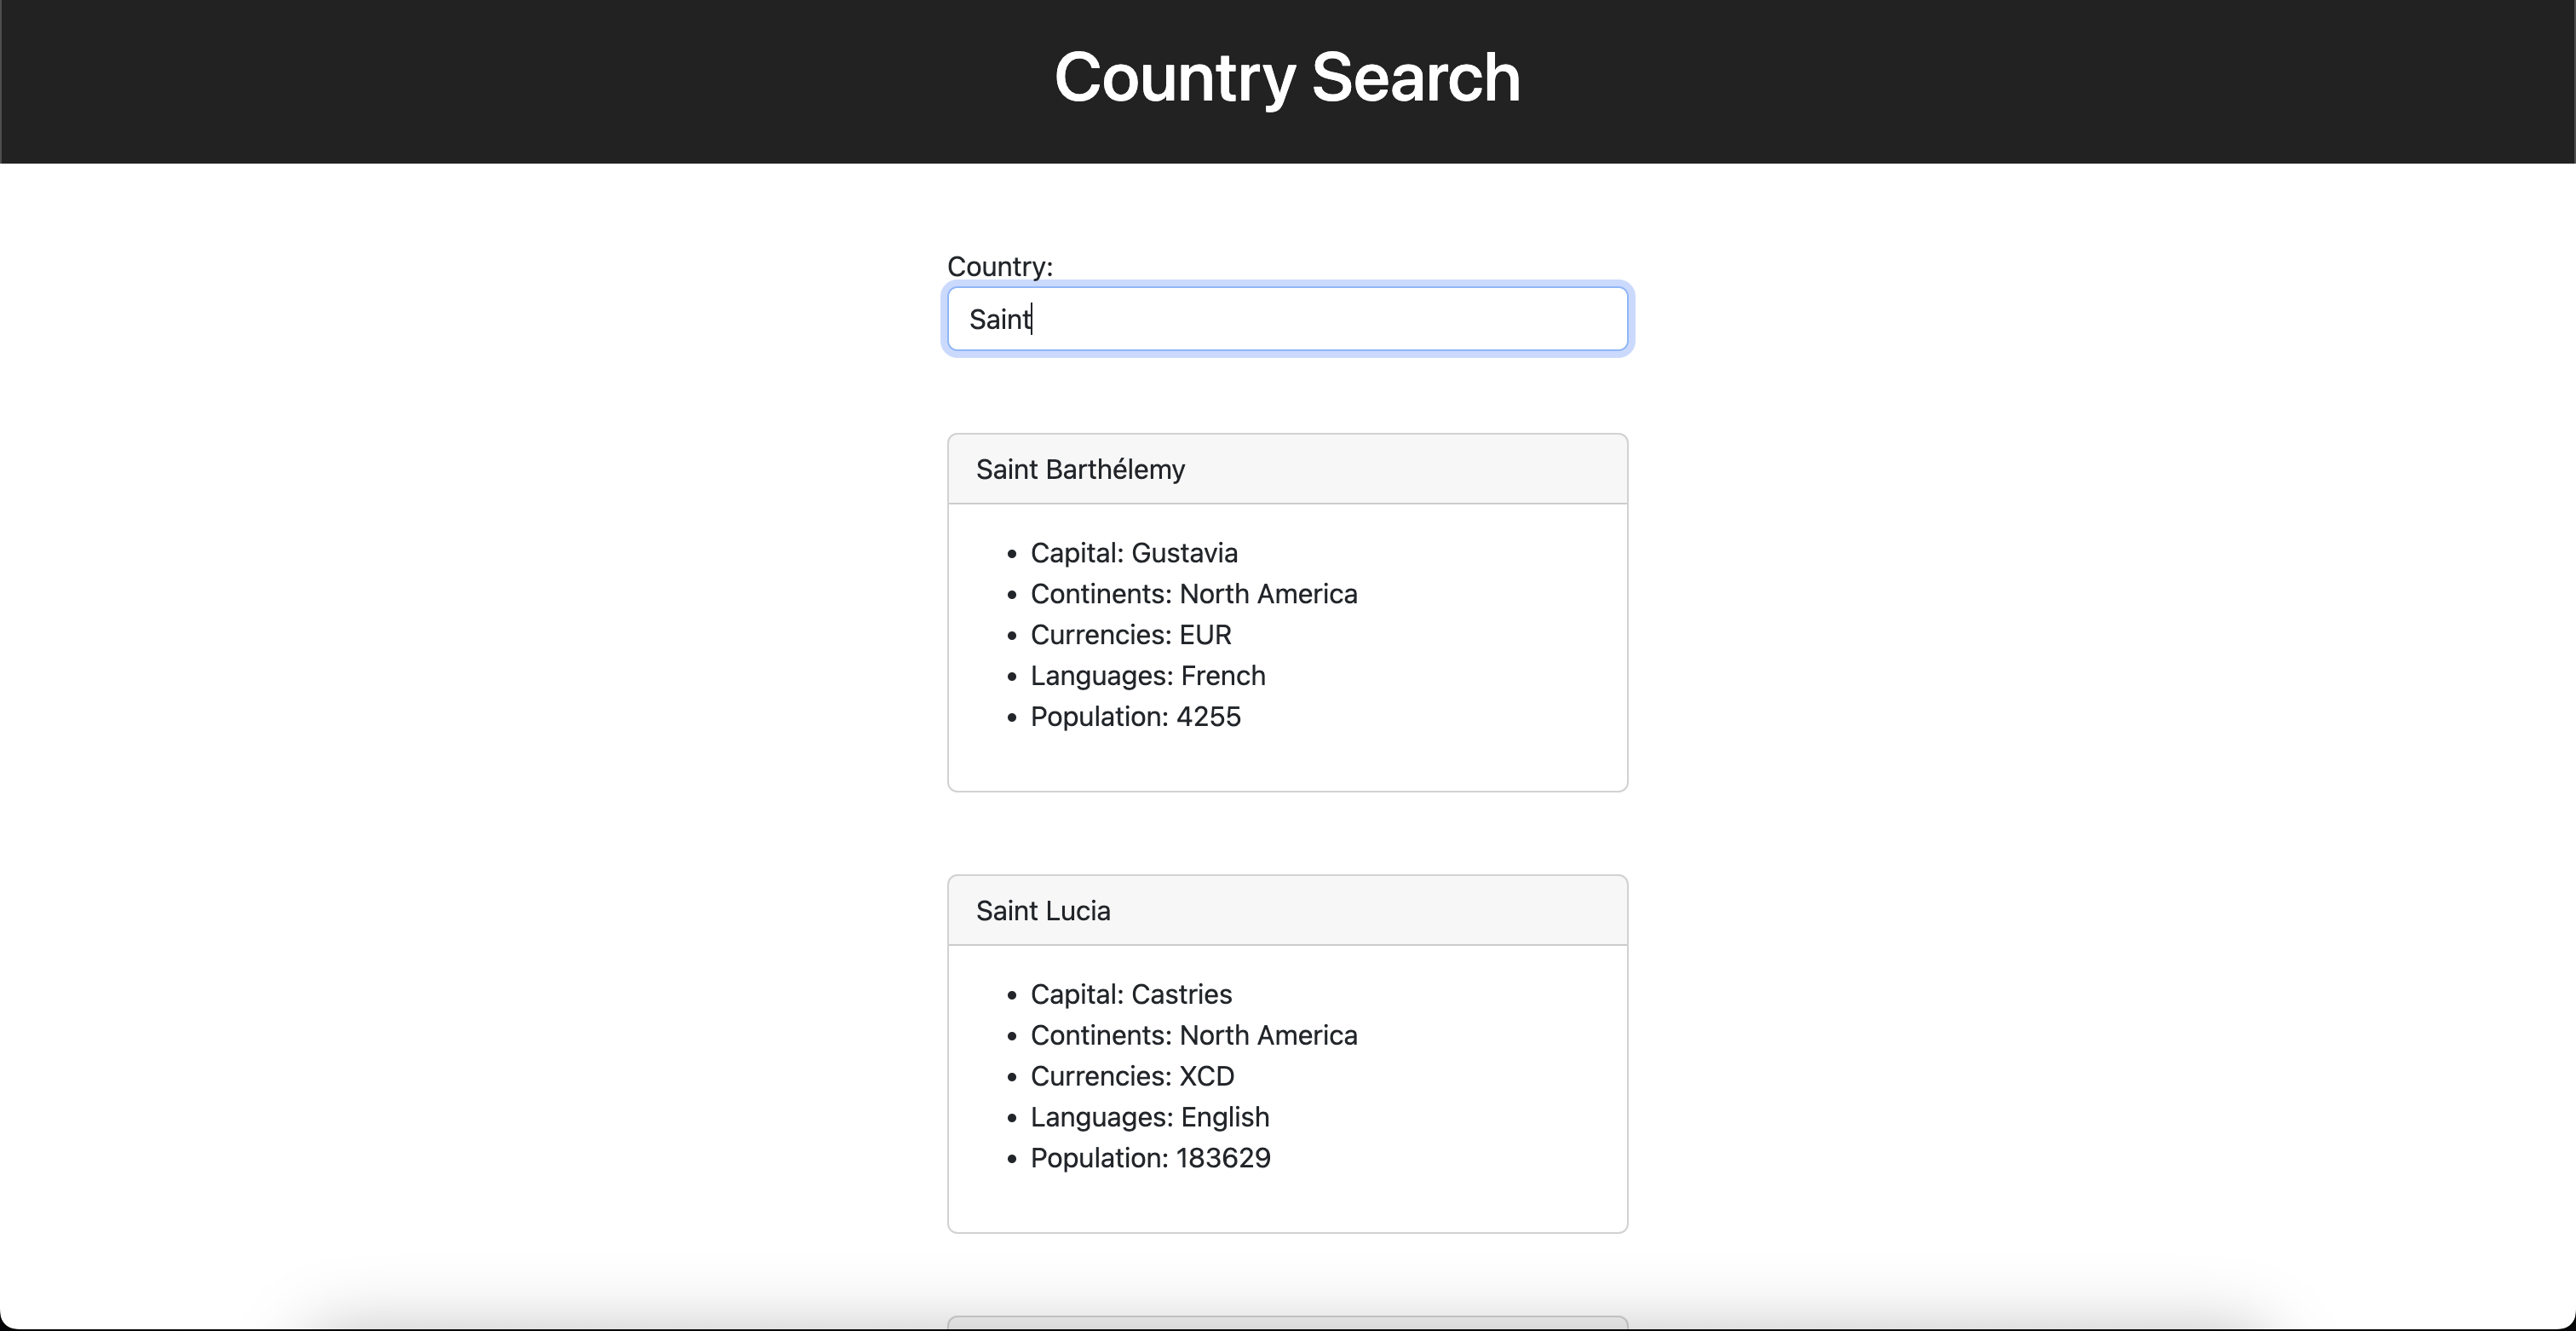 Country Search
Country:
Saint
Saint Barthélemy
Capital: Gustavia
Continents: North America
Currencies: EUR
Languages: French
Population: 4255
Saint Lucia
Capital: Castries
Continents: North America
Currencies: XCD
Languages: English
Population: 183629